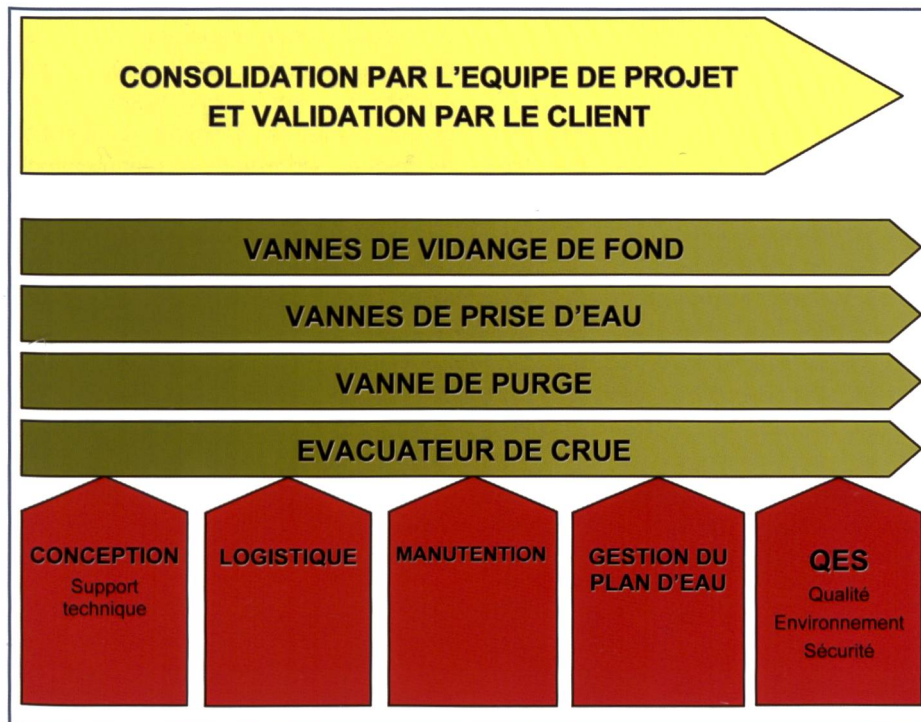 CONSOLIDATION PAR L'EQUIPE DE PROJET
ET VALIDATION PAR LE CLIENT
VANNES DE VIDANGE DE FOND
VANNES DE PRISE D'EAU
VANNE DE PURGE
EVACUATEUR DE CRUE
CONCEPTION
Support
technique
LOGISTIQUE
MANUTENTION
GESTION DU
PLAN D'EAU
QES
Qualité
Environnement
Sécurité